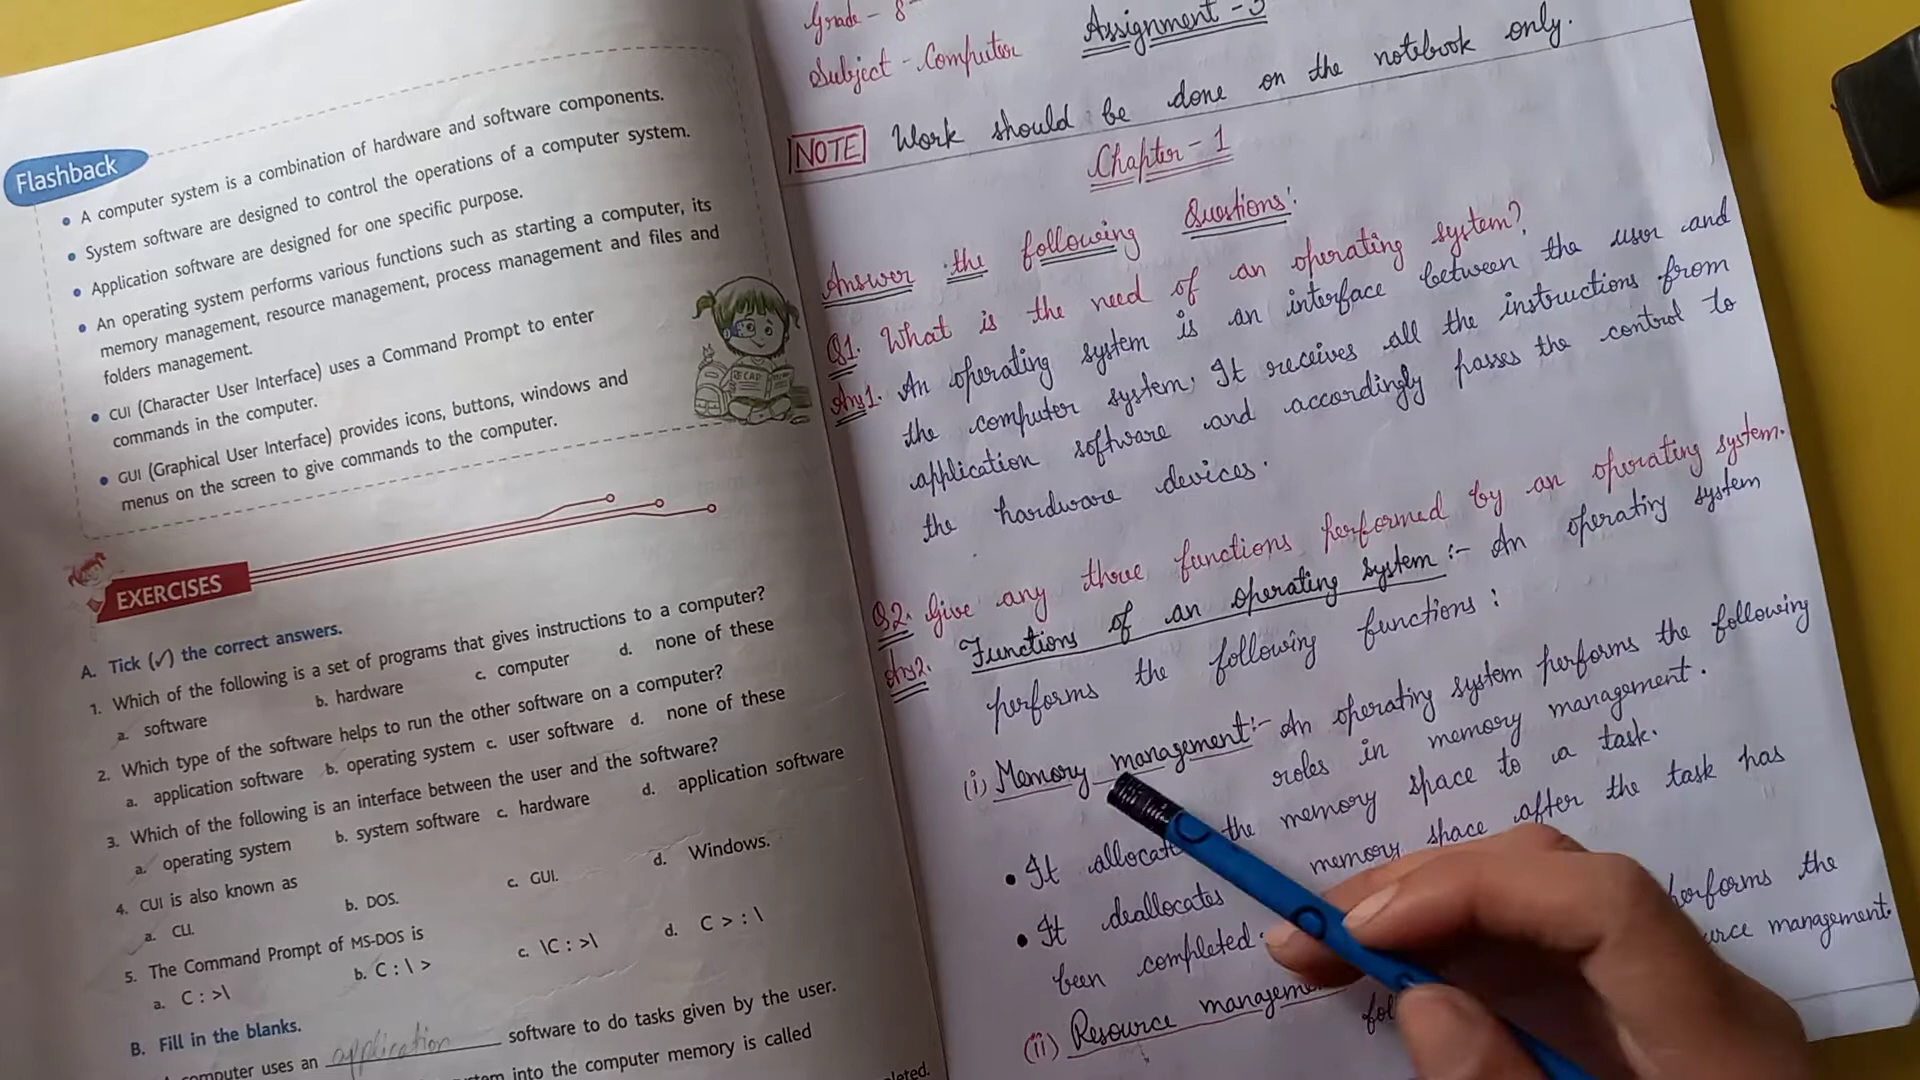 Flashback
• A computer system is a combination of hardware and software components.
• System software are designed to control the operations of a computer system.
• Application software are designed for one specific purpose.
• An operating system performs various functions such as starting a computer, its
memory management, resource management, process management and files and
folders management.
• CUI (Character User Interface) uses a Command Prompt to enter
commands in the computer.
• GUI (Graphical User Interface) provides icons, buttons, windows and
menus on the screen to give commands to the computer.
RECAP
EXERCISES
A. Tick (✓) the correct answers.
1. Which of the following is a set of programs that gives instructions to a computer?
a. software b. hardware c. computer d. none of these
2. Which type of the software helps to run the other software on a computer?
a. application software b. operating system c. user software d. none of these
3. Which of the following is an interface between the user and the software?
a. operating system b. system software c. hardware d. application software
4. CUI is also known as
a. CLI. b. DOS. c. GUI. d. Windows.
5. The Command Prompt of MS-DOS is
a. C : >\ b. C : \ > c. \C : >\ d. C > : \
B. Fill in the blanks.
computer uses an application software to do tasks given by the user.
into the computer memory is called
Grade - 8
Subject - Computer
Assignment - 3
NOTE Work should be done on the notebook only.
Chapter - 1
Answer the following Questions:
Q1. What is the need of an operating system?
Ans1. An operating system is an interface between the user and
the computer system. It receives all the instructions from
application software and accordingly passes the control to
the hardware devices.
Q2. Give any three functions performed by an operating system.
Ans2. Functions of an operating system :- An operating system
performs the following functions :
(i) Memory management :- An operating system performs the following
roles in memory management.
• It allocates the memory space to a task.
• It deallocates memory space after the task has
been completed.
(ii) Resource management performs the
management.